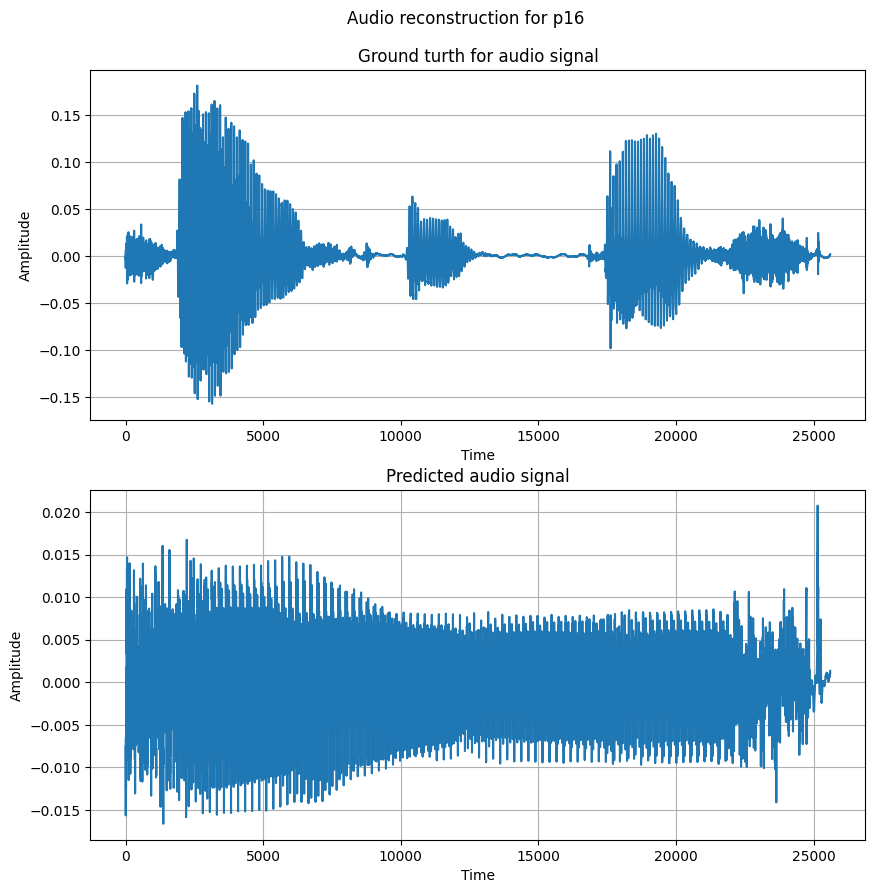 Audio reconstruction for p16
Ground turth for audio signal
0.15
0.10
0.05
0.00
−0.05
−0.10
−0.15
Amplitude
0 5000 10000 15000 20000 25000
Time
Predicted audio signal
0.020
0.015
0.010
0.005
0.000
−0.005
−0.010
−0.015
Amplitude
0 5000 10000 15000 20000 25000
Time